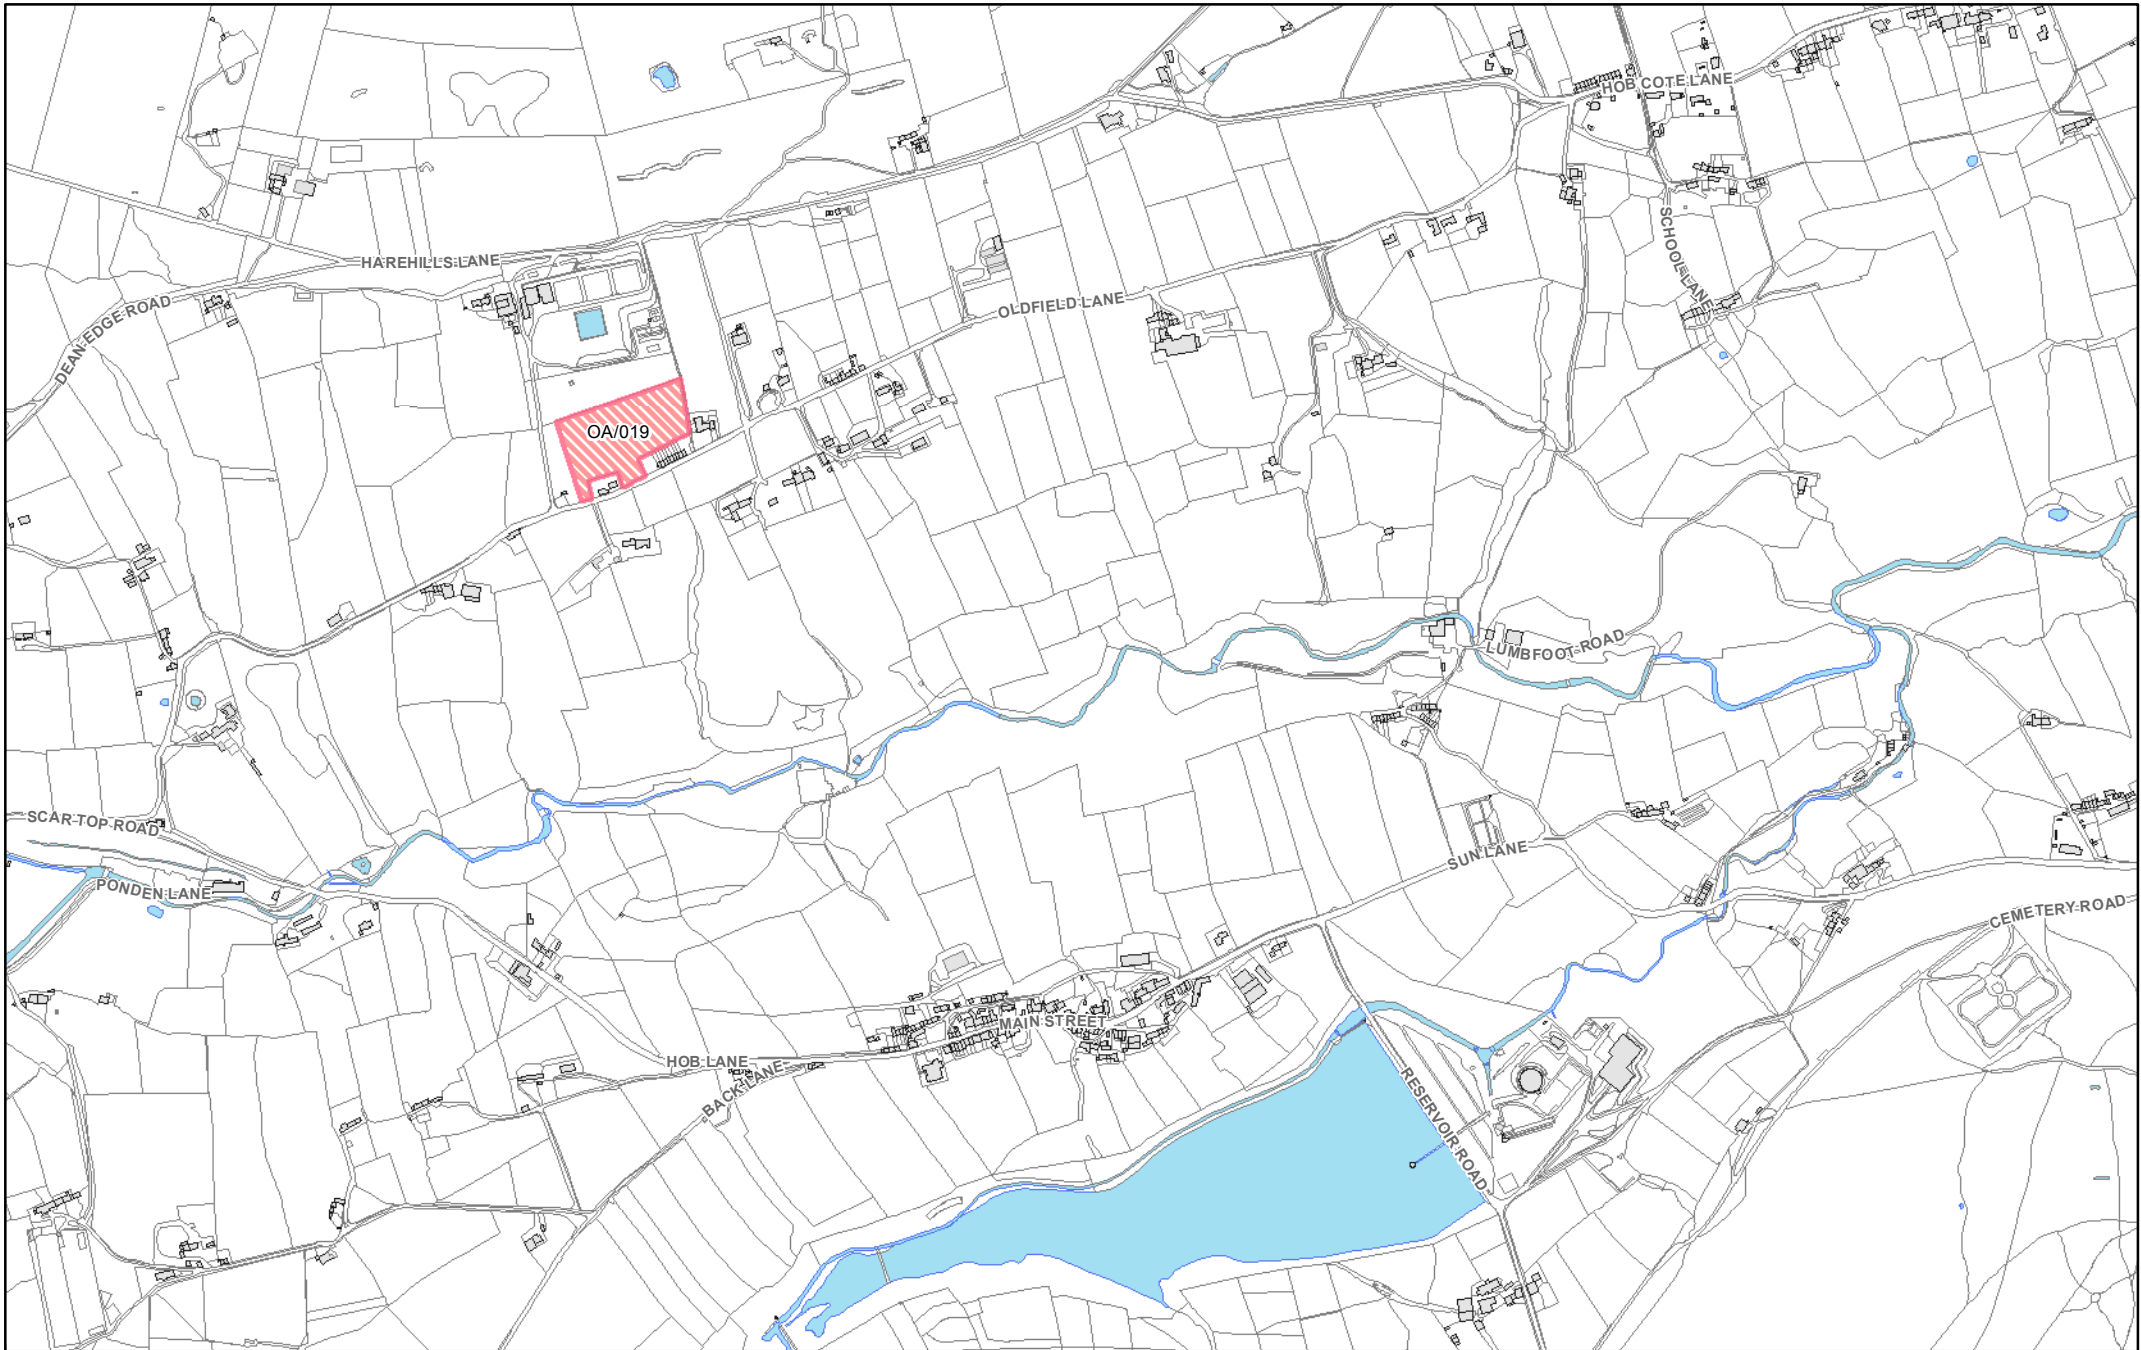 HOB COTE LANE
SCHOOL LANE
HAREHILLS LANE
DEAN EDGE ROAD
OLDFIELD LANE
OA/019
LUMBFOOT ROAD
SCAR TOP ROAD
PONDEN LANE
SUN LANE
CEMETERY ROAD
MAIN STREET
HOB LANE
BACK LANE
RESERVOIR ROAD